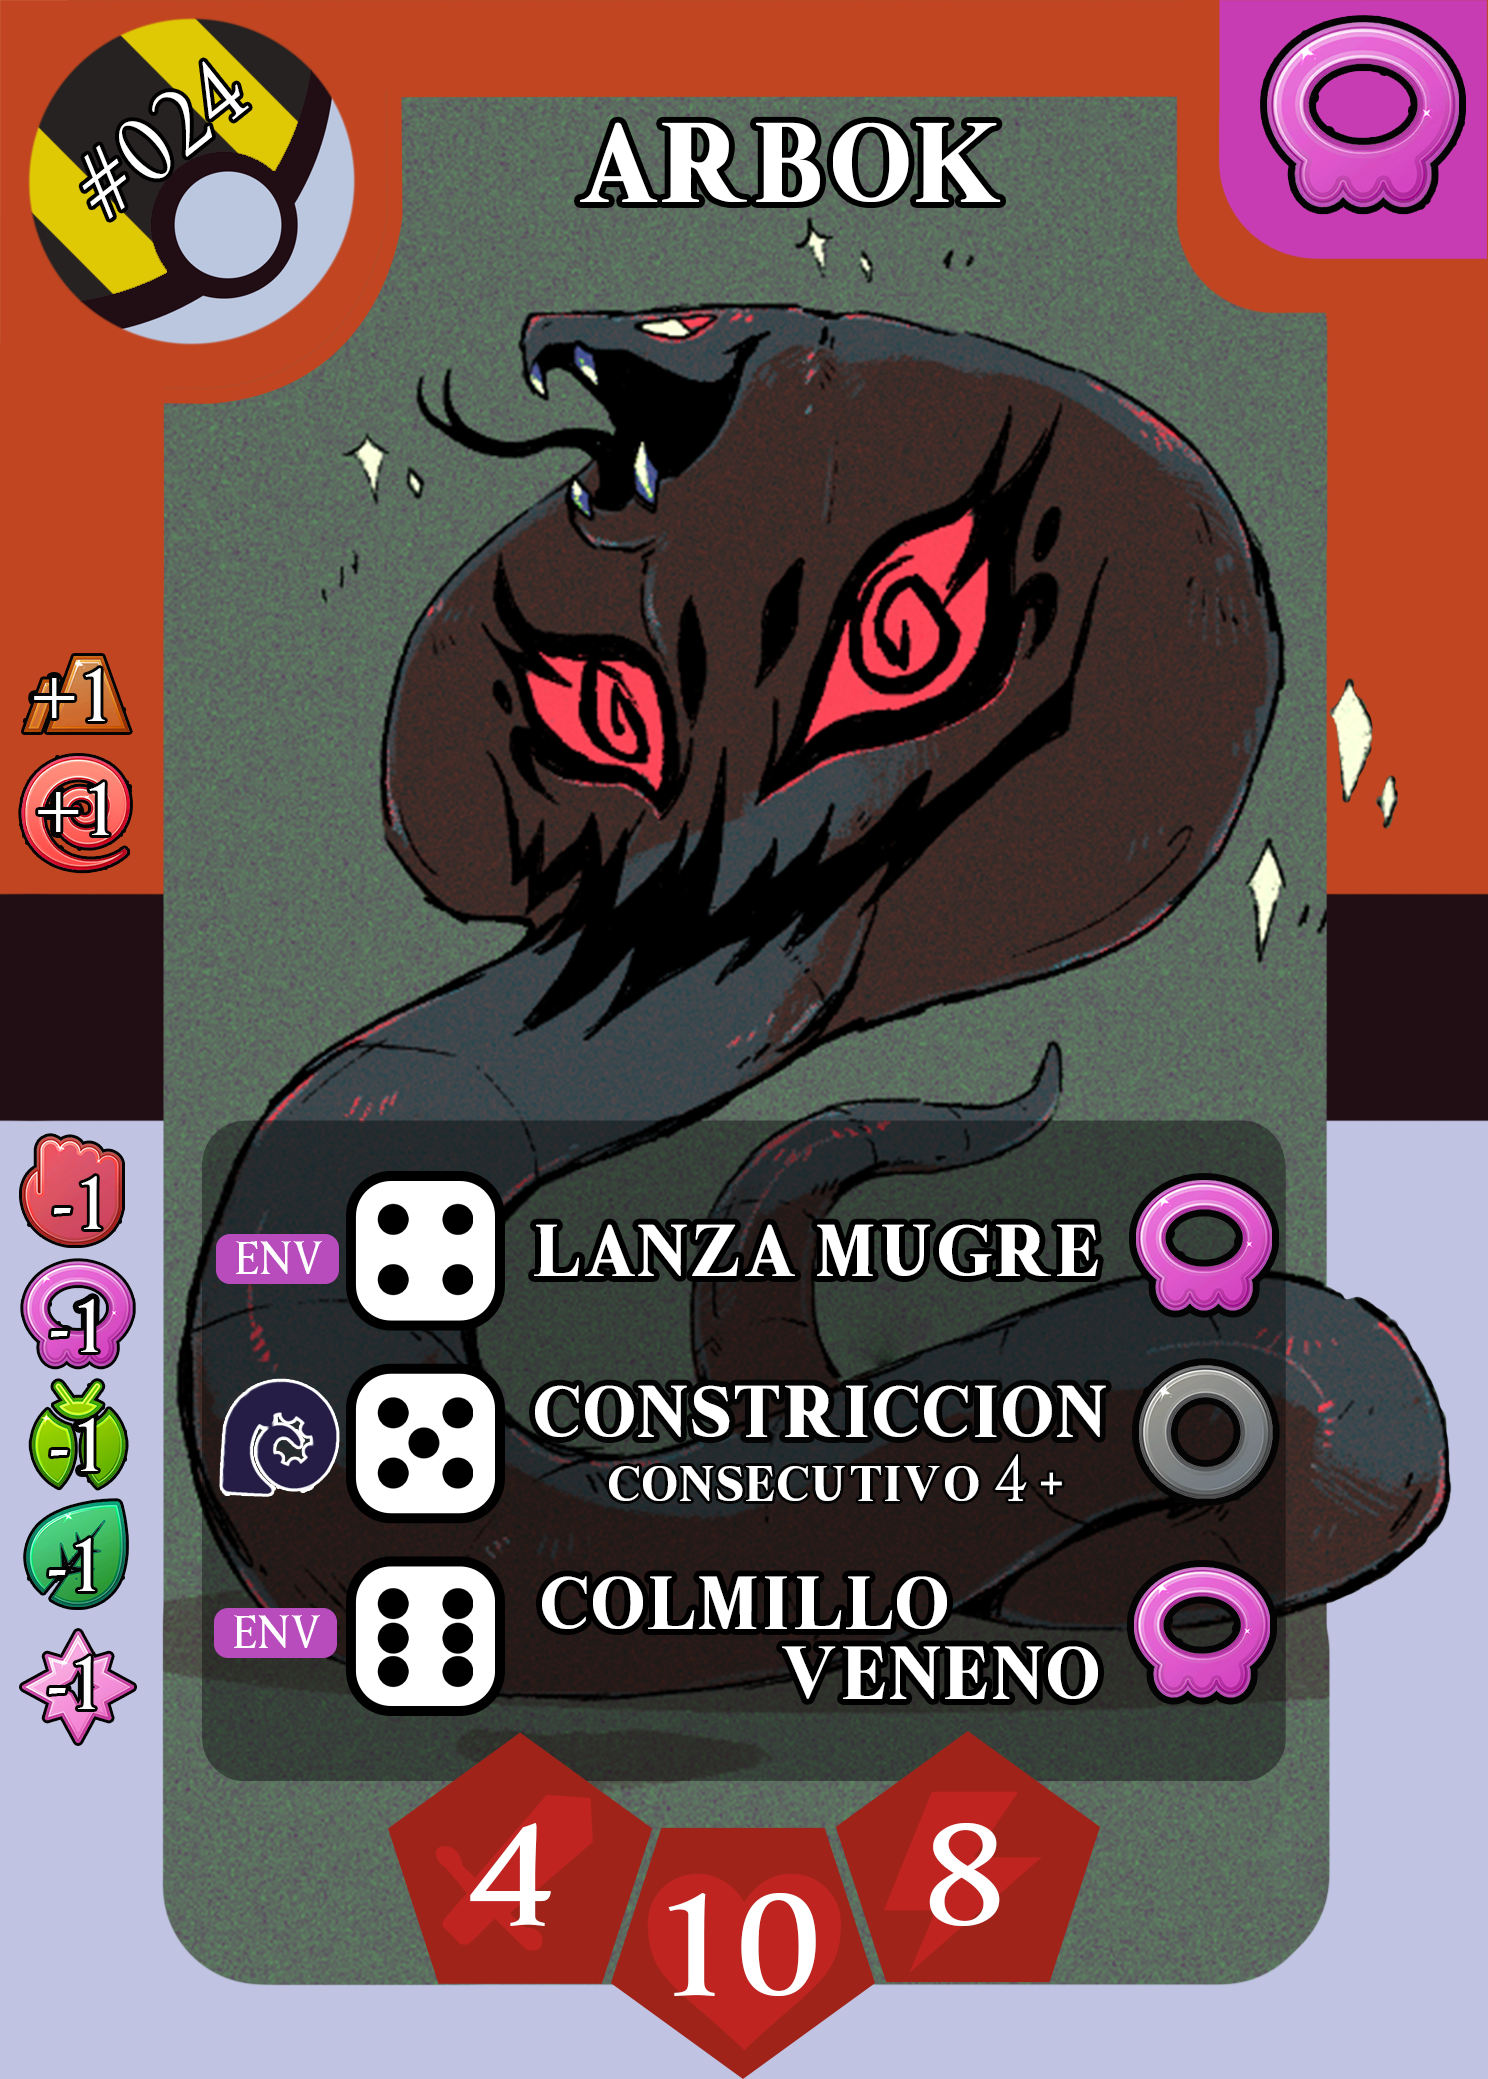 #024
ARBOK
+1
+1
-1
-1
-1
-1
-1
ENV
LANZA MUGRE
CONSTRICCION
CONSECUTIVO 4+
ENV
COLMILLO
VENENO
4
10
8